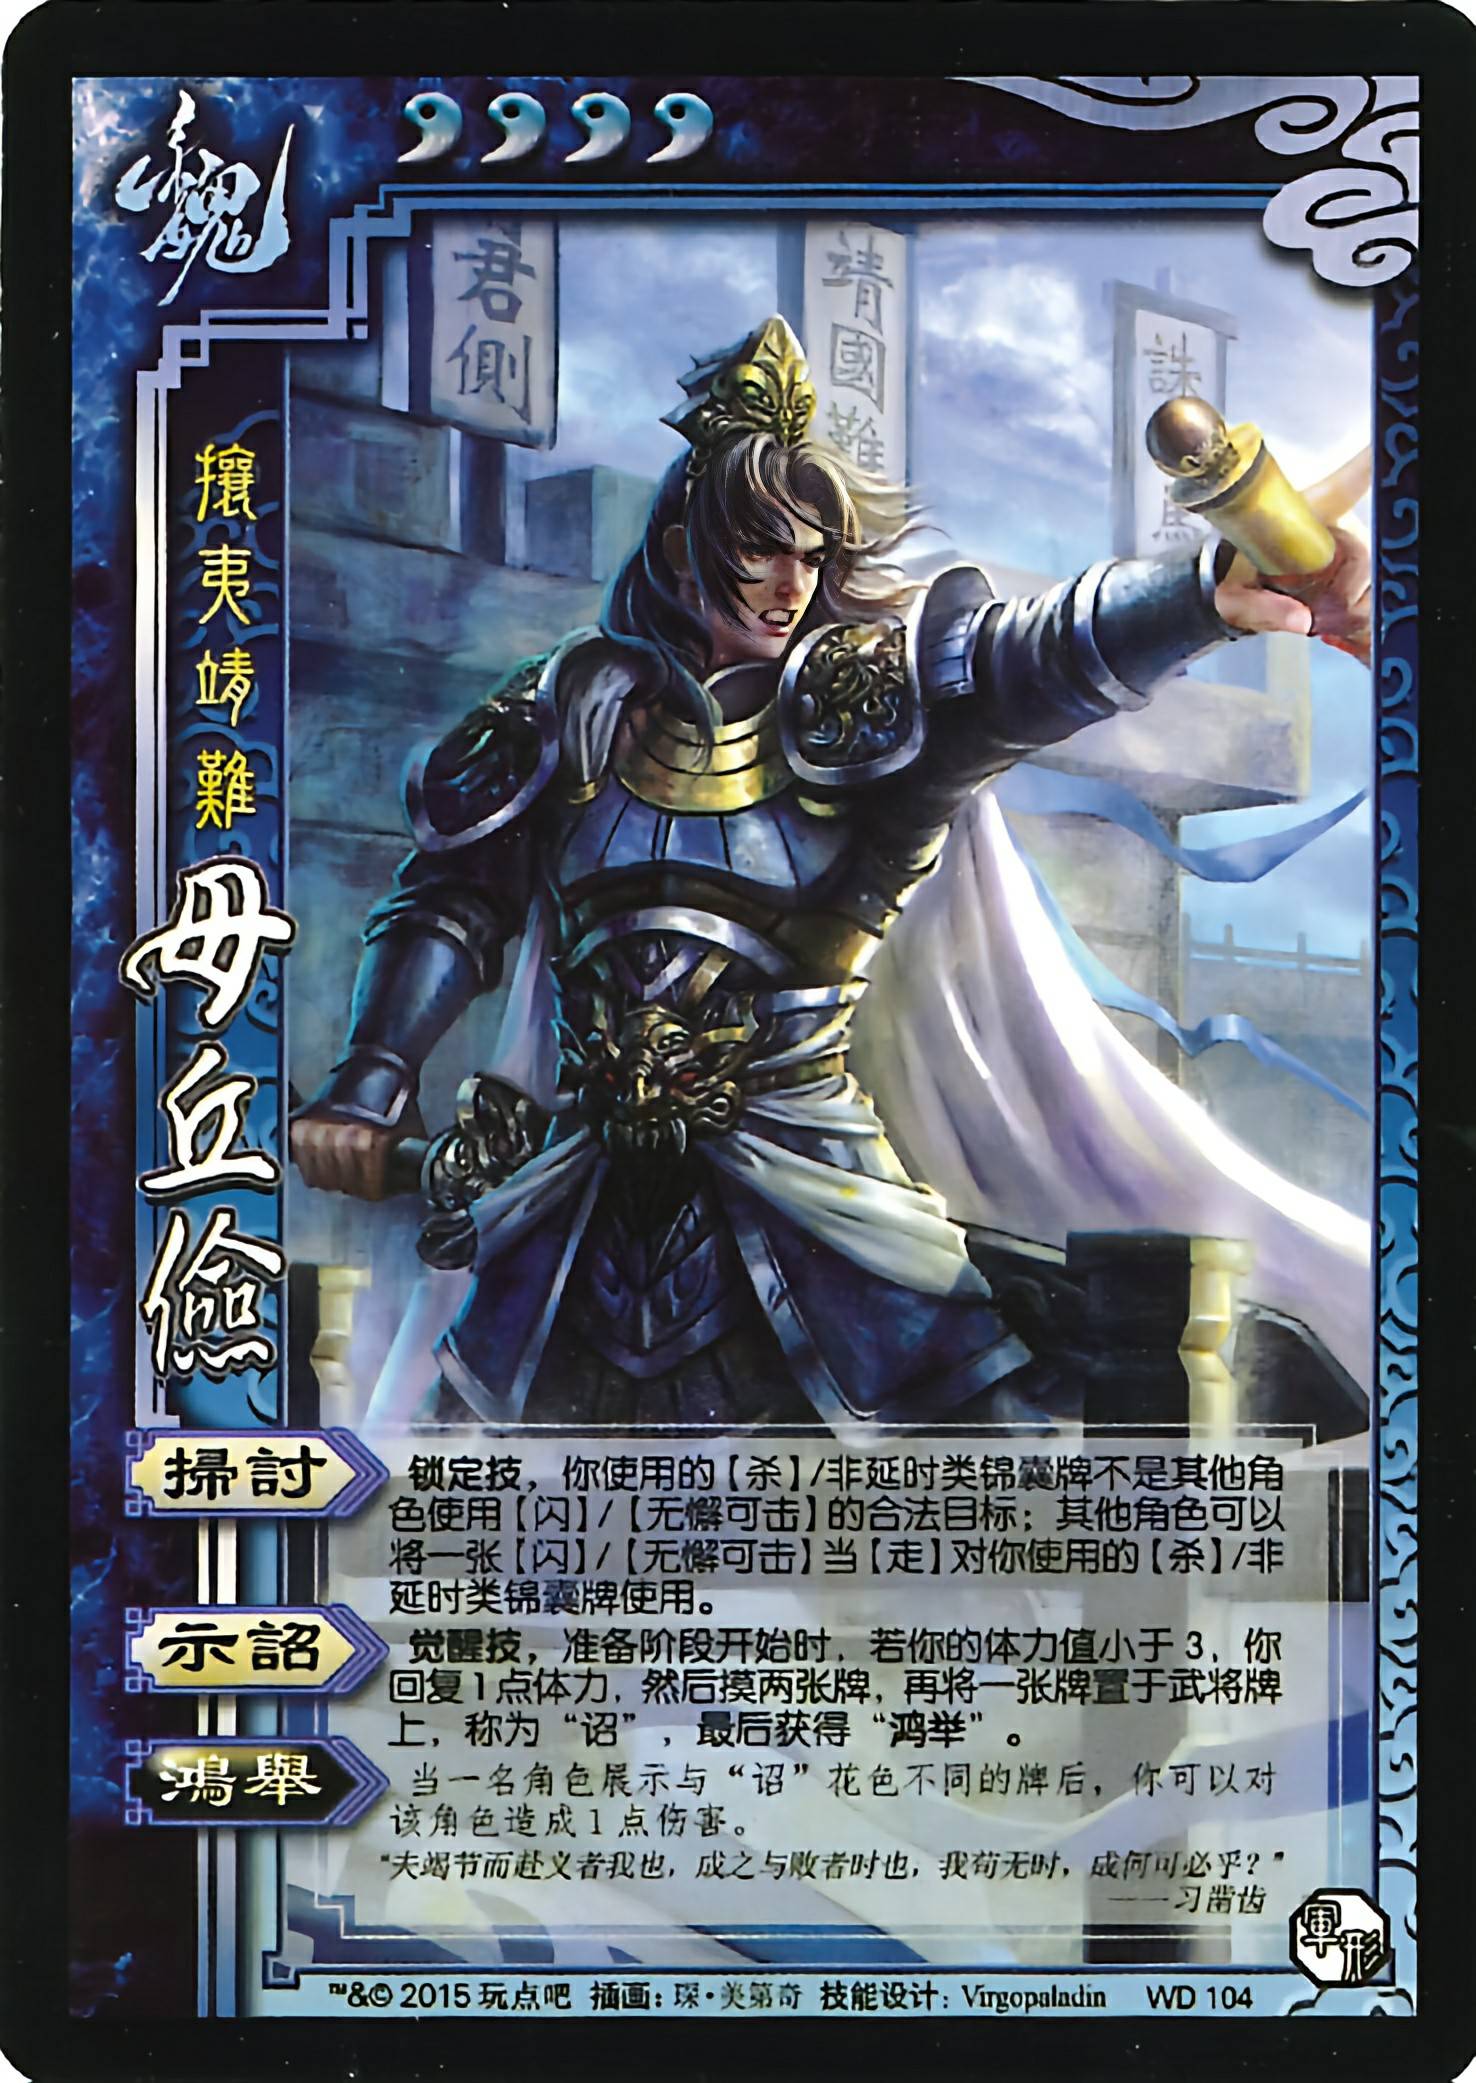 魏
君側
靖國難
誅
攘夷靖難
毌丘儉
掃討
锁定技，你使用的【杀】/非延时类锦囊牌不是其他角
色使用【闪】/【无懈可击】的合法目标；其他角色可以
将一张【闪】/【无懈可击】当【走】对你使用的【杀】/非
延时类锦囊牌使用。
示詔
觉醒技，准备阶段开始时，若你的体力值小于3，你
回复1点体力，然后摸两张牌，再将一张牌置于武将牌
上，称为“诏”，最后获得“鸿举”。
鴻舉
当一名角色展示与“诏”花色不同的牌后，你可以对
该角色造成1点伤害。
“夫竭节而赴义者我也，成之与败者时也，我苟无时，成何可必乎？”
——习凿齿
軍形
™&© 2015 玩点吧 插画：琛·美第奇 技能设计：Virgopaladin WD 104